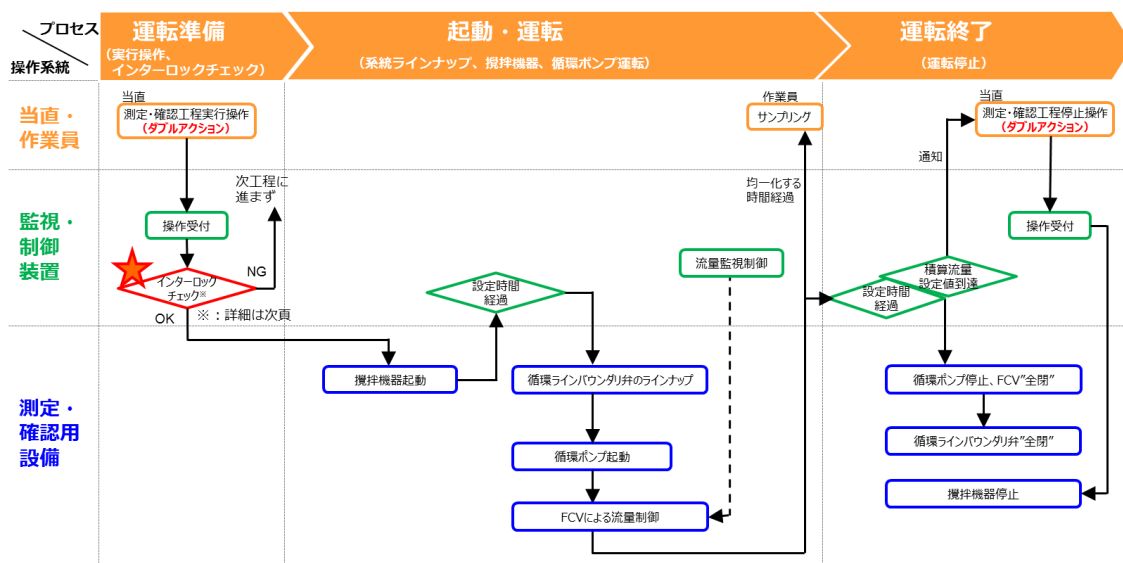 プロセス
操作系統
運転準備
（実行操作、
インターロックチェック）
起動・運転
（系統ラインナップ、攪拌機器、循環ポンプ運転）
運転終了
（運転停止）
当直・
作業員
当直
測定・確認工程実行操作
（ダブルアクション）
作業員
サンプリング
当直
測定・確認工程停止操作
（ダブルアクション）
次工程に
進まず
均一化する
時間経過
通知
監視・
制御
装置
操作受付
インターロック
チェック※
NG
OK
※：詳細は次頁
設定時間
経過
流量監視制御
積算流量
設定値到達
設定時間
経過
操作受付
測定・
確認用
設備
攪拌機器起動
循環ラインバウンダリ弁のラインナップ
循環ポンプ起動
FCVによる流量制御
循環ポンプ停止、FCV”全閉”
循環ラインバウンダリ弁”全閉”
攪拌機器停止